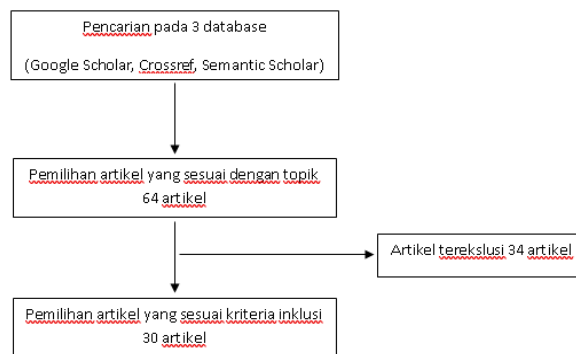 Pencarian pada 3 database
(Google Scholar, Crossref, Semantic Scholar)
Pemilihan artikel yang sesuai dengan topik
64 artikel
Artikel terekslusi 34 artikel
Pemilihan artikel yang sesuai kriteria inklusi
30 artikel